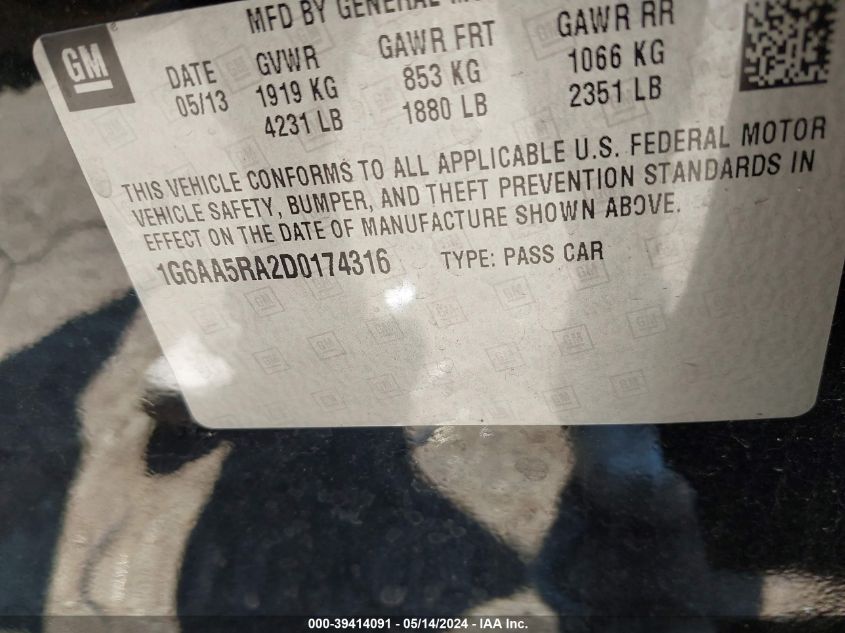 MFD BY GENERAL
GM
DATE GVWR GAWR FRT GAWR RR
05/13 1919 KG 853 KG 1066 KG
4231 LB 1880 LB 2351 LB
THIS VEHICLE CONFORMS TO ALL APPLICABLE U.S. FEDERAL MOTOR
VEHICLE SAFETY, BUMPER, AND THEFT PREVENTION STANDARDS IN
EFFECT ON THE DATE OF MANUFACTURE SHOWN ABOVE.
1G6AA5RA2D0174316 TYPE: PASS CAR
000-39414091 - 05/14/2024 - IAA Inc.